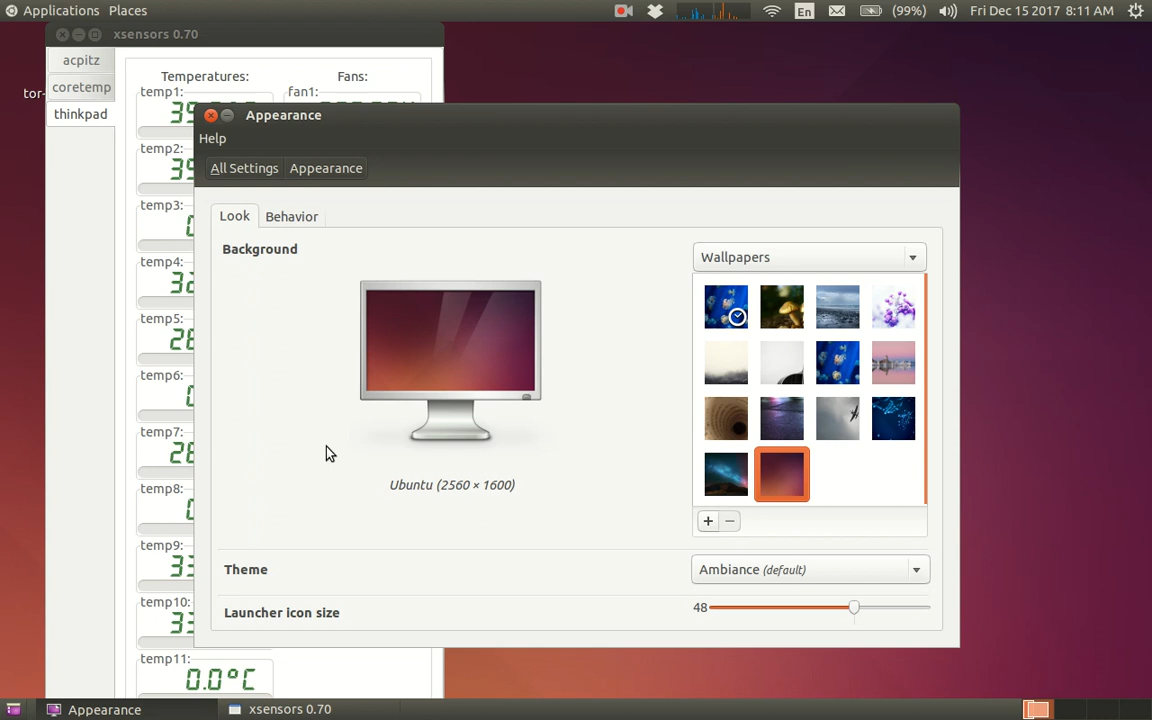 Applications Places
En
(99%)
Fri Dec 15 2017 8:11 AM
xsensors 0.70
acpitz
coretemp
thinkpad
tor-
Temperatures:
Fans:
temp1:
fan1:
temp2:
temp3:
temp4:
temp5:
temp6:
temp7:
temp8:
temp9:
temp10:
temp11:
0.0°C
Appearance
Help
All Settings
Appearance
Look
Behavior
Background
Wallpapers
Ubuntu (2560 × 1600)
+
−
Theme
Ambiance (default)
Launcher icon size
48
Appearance
xsensors 0.70